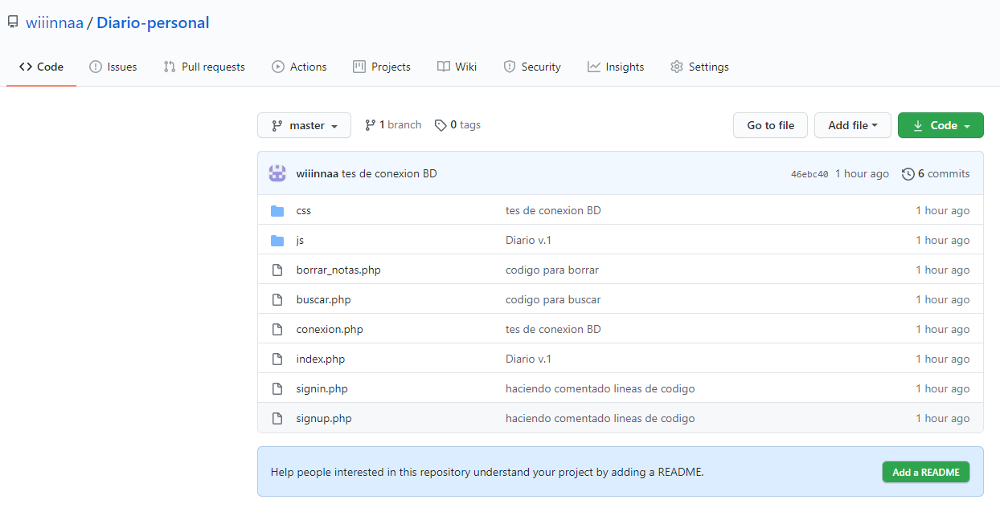 wiiinnaa / Diario-personal
Code Issues Pull requests Actions Projects Wiki Security Insights Settings
master 1 branch 0 tags Go to file Add file Code
wiiinnaa tes de conexion BD 46ebc40 1 hour ago 6 commits
css tes de conexion BD 1 hour ago
js Diario v.1 1 hour ago
borrar_notas.php codigo para borrar 1 hour ago
buscar.php codigo para buscar 1 hour ago
conexion.php tes de conexion BD 1 hour ago
index.php Diario v.1 1 hour ago
signin.php haciendo comentado lineas de codigo 1 hour ago
signup.php haciendo comentado lineas de codigo 1 hour ago
Help people interested in this repository understand your project by adding a README. Add a README